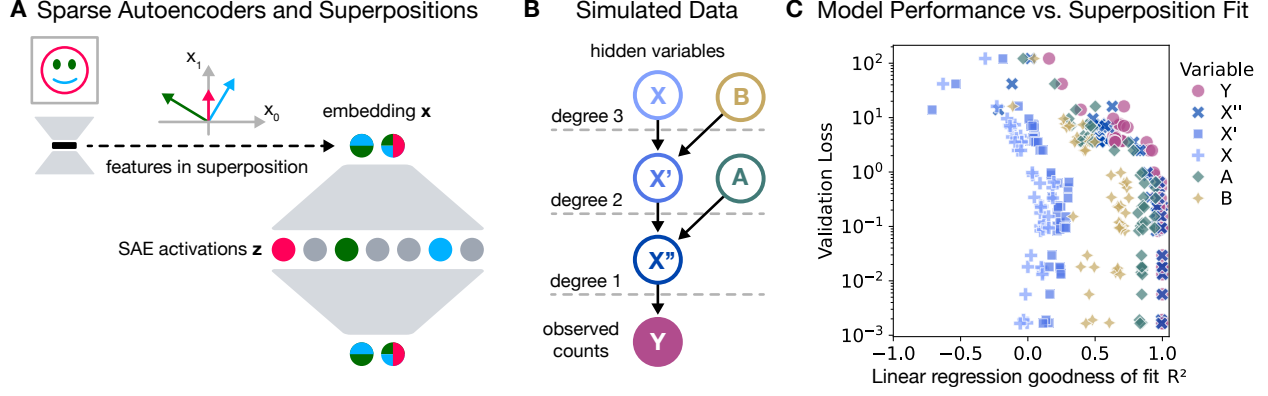 A Sparse Autoencoders and Superpositions
X₁
X₀
embedding x
features in superposition
SAE activations z
B Simulated Data
hidden variables
X
B
degree 3
X’
A
degree 2
X”
degree 1
observed
counts
Y
C Model Performance vs. Superposition Fit
Validation Loss
10²
10¹
10⁰
10⁻¹
10⁻²
10⁻³
−1.0 −0.5 0.0 0.5 1.0
Linear regression goodness of fit R²
Variable
Y
X"
X'
X
A
B